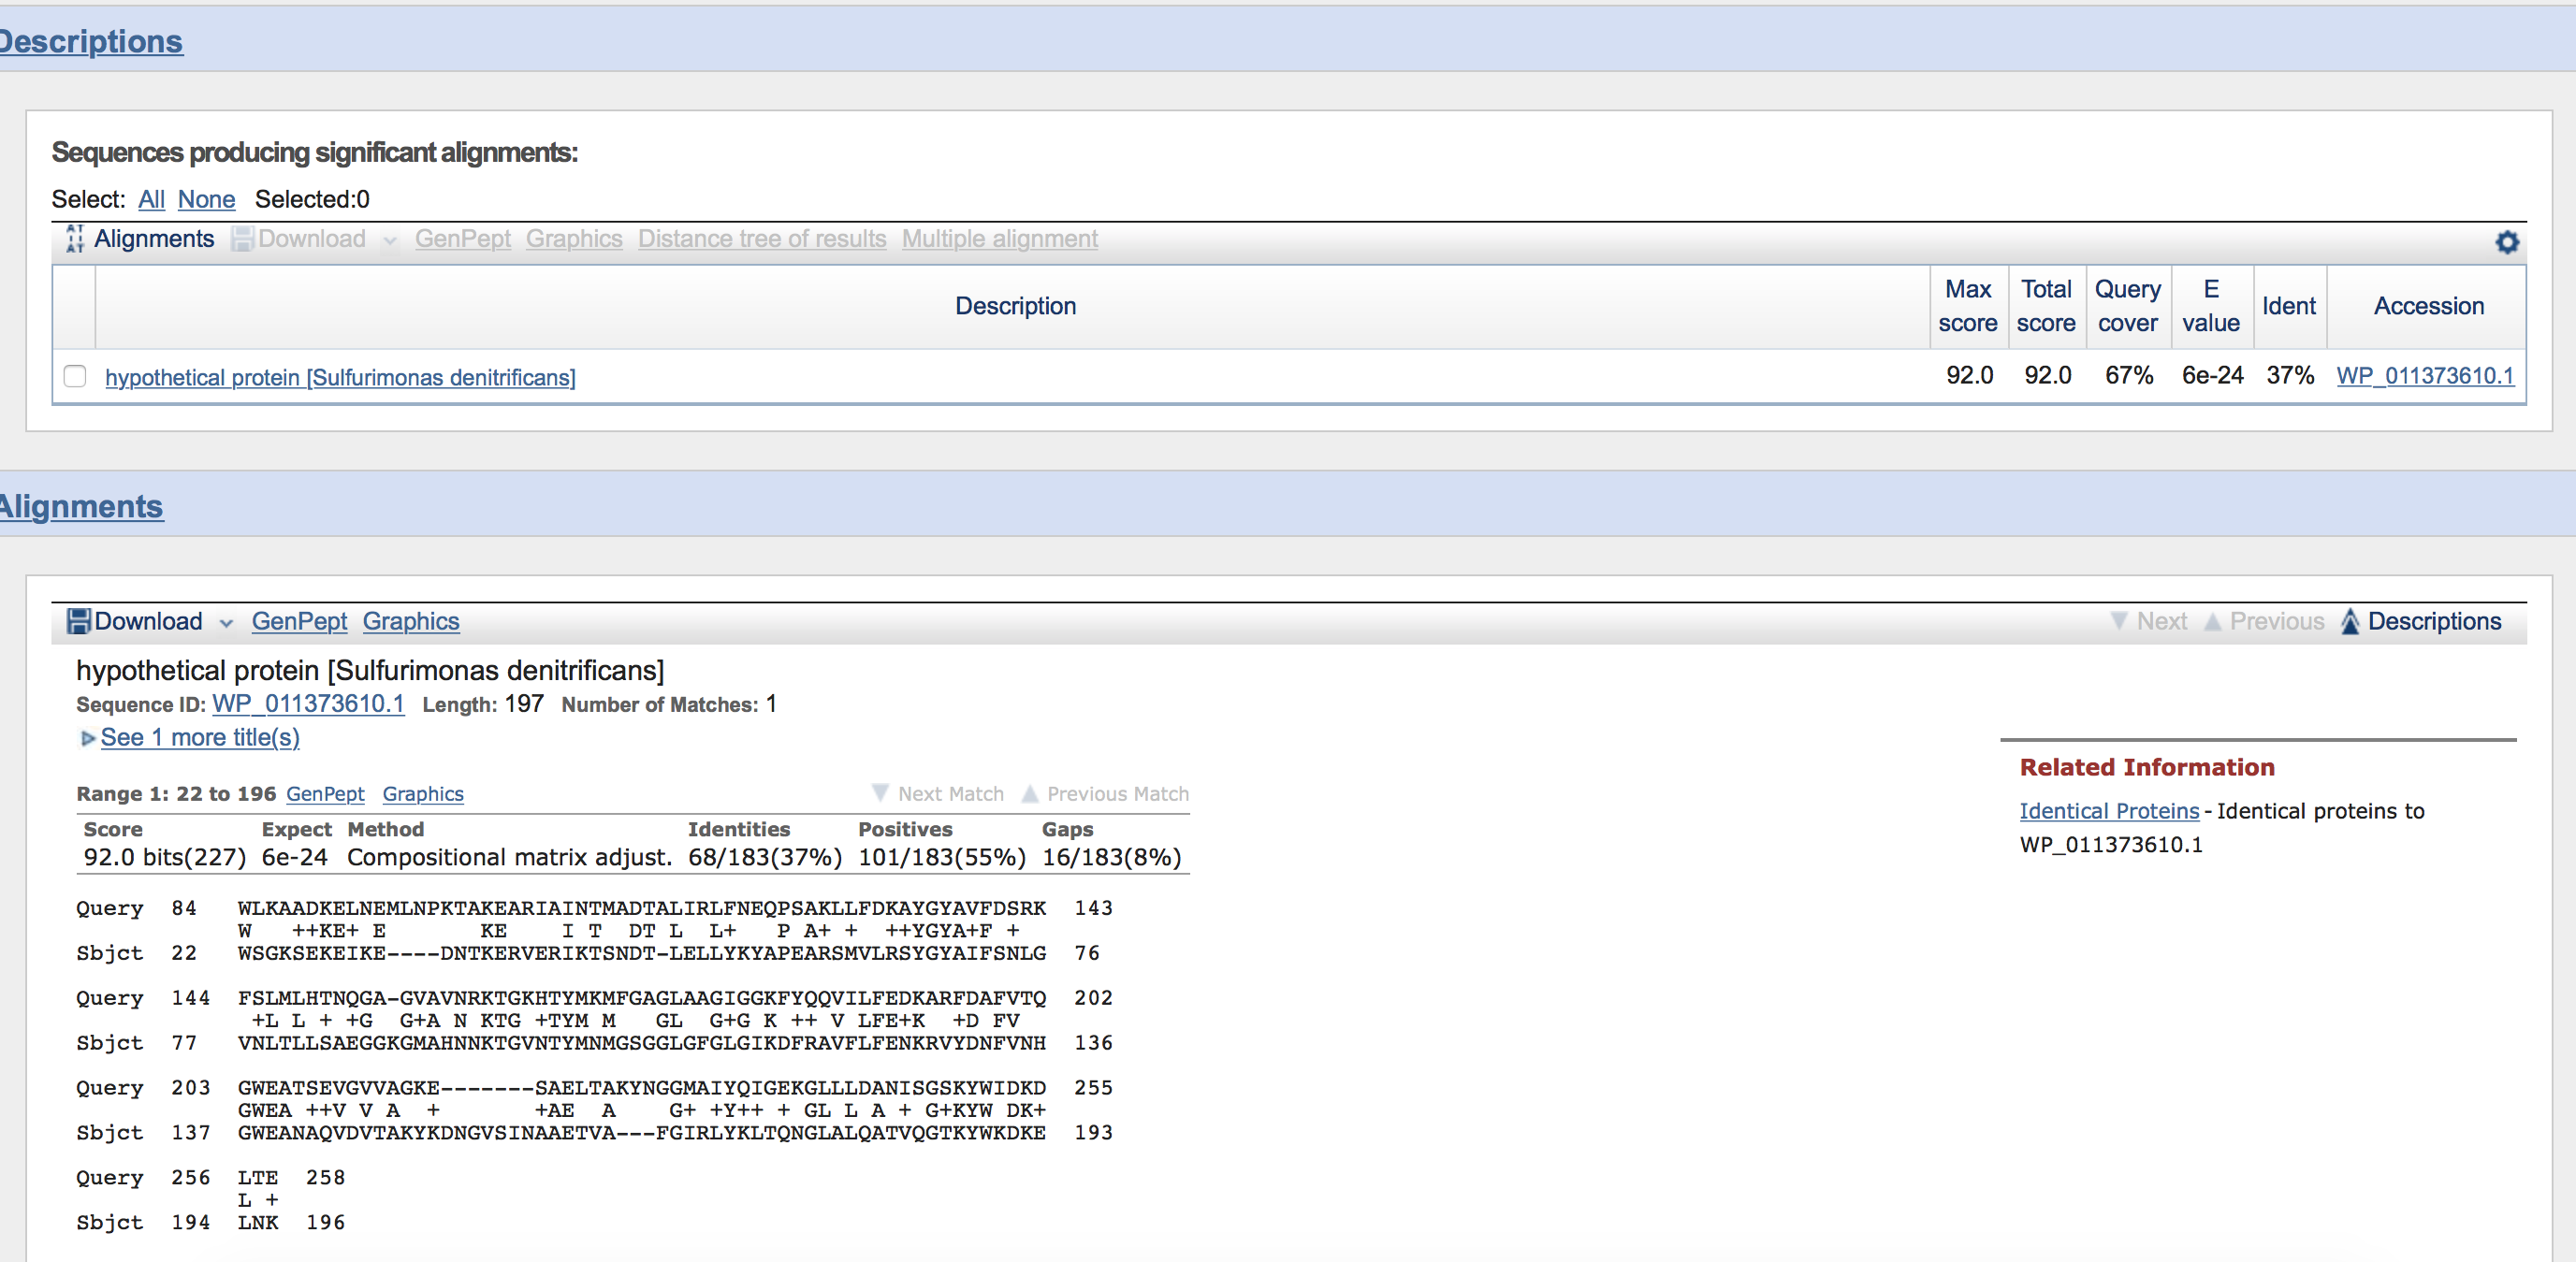 Descriptions
Sequences producing significant alignments:
Select: All None Selected:0
Alignments Download GenPept Graphics Distance tree of results Multiple alignment
Description Max score Total score Query cover E value Ident Accession
hypothetical protein [Sulfurimonas denitrificans] 92.0 92.0 67% 6e-24 37% WP_011373610.1
Alignments
Download GenPept Graphics Next Previous Descriptions
hypothetical protein [Sulfurimonas denitrificans]
Sequence ID: WP_011373610.1 Length: 197 Number of Matches: 1
See 1 more title(s)
Related Information
Identical Proteins - Identical proteins to
WP_011373610.1
Range 1: 22 to 196 GenPept Graphics Next Match Previous Match
Score Expect Method Identities Positives Gaps
92.0 bits(227) 6e-24 Compositional matrix adjust. 68/183(37%) 101/183(55%) 16/183(8%)
Query 84 WLKAADKELNEMLNPKTAKEARIAINTMADTALIRLFNEQPSAKLLFDKAYGYAVFDSRK 143
W   ++KE+ E       KE    I T  DT L  L+   P A+ +  ++YGYA+F +
Sbjct 22 WSGKSEKEIKE----DNTKERVERIKTSNDT-LELLYKYAPEARSMVLRSYGYAIFSNLG 76
Query 144 FSLMLHTNQGA-GVAVNRKTGKHTYMKMFGAGLAAGIGGKFYQQVILFEDKARFDAFVTQ 202
+L L + +G  G+A N KTG +TYM M   GL  G+G K ++ V LFE+K  +D FV
Sbjct 77 VNLTLLSAEGGKGMAHNNKTGVNTYMNMGSGGLGFGLGIKDFRAVFLFENKRVYDNFVNH 136
Query 203 GWEATSEVGVVAGKE-------SAELTAKYNGGMAIYQIGEKGLLLDANISGSKYWIDKD 255
GWEA ++V V A  +       +AE  A    G+ +Y++ + GL L A + G+KYW DK+
Sbjct 137 GWEANAQVDVTAKYKDNGVSINAAETVA---FGIRLYKLTQNGLALQATVQGTKYWKDKE 193
Query 256 LTE 258
L +
Sbjct 194 LNK 196